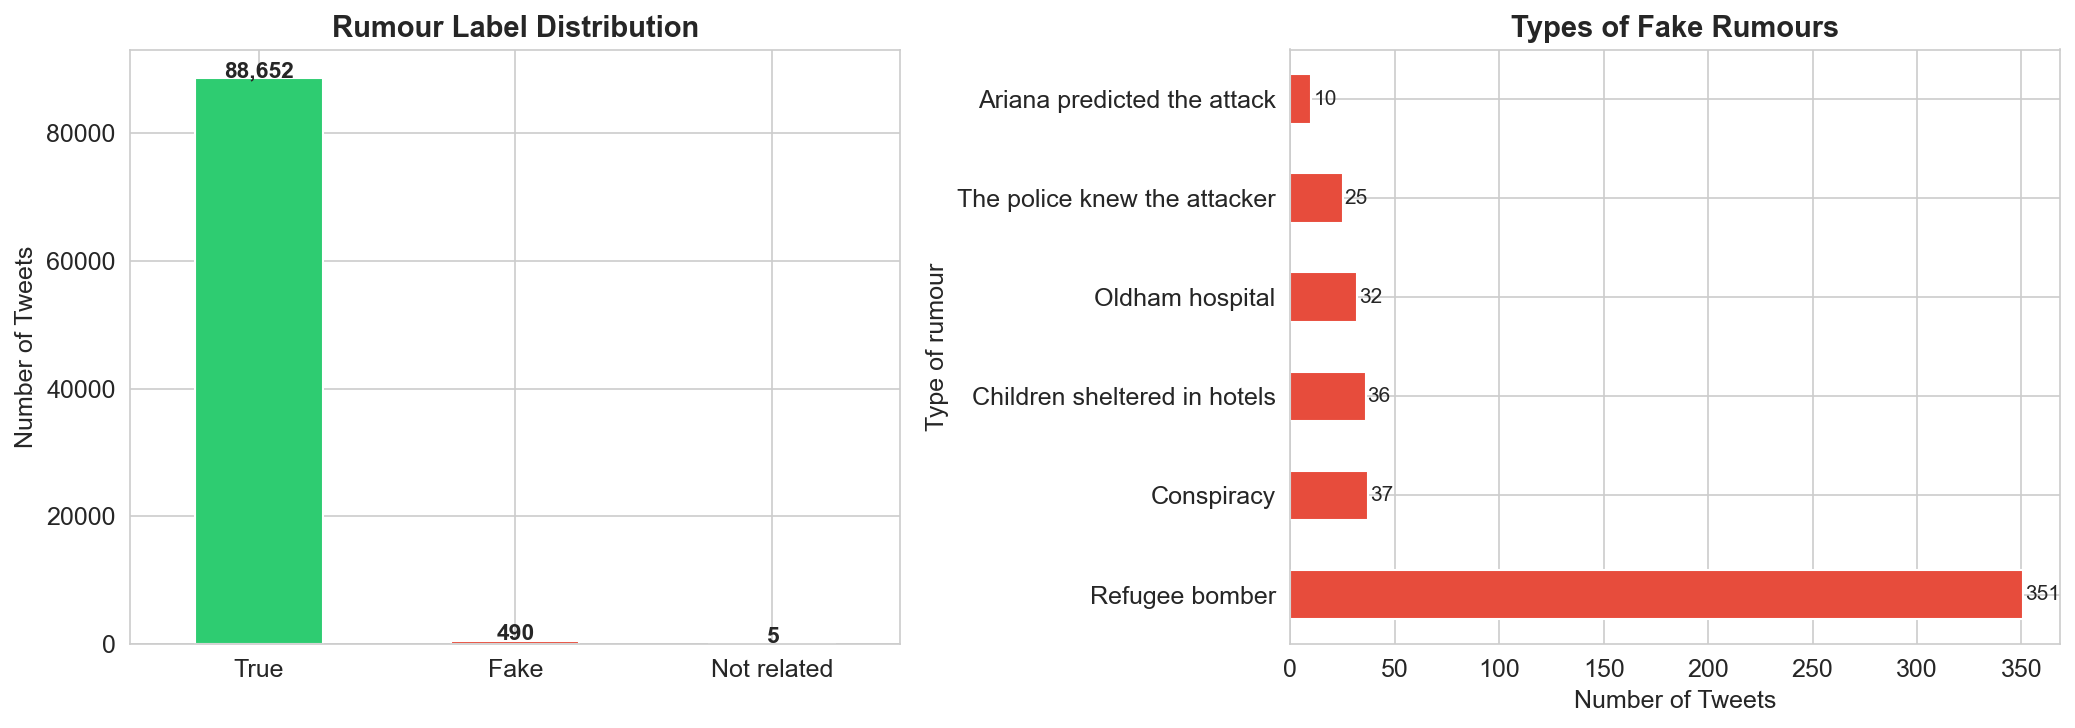 Rumour Label Distribution
88,652
490
5
Number of Tweets
80000
60000
40000
20000
0
True Fake Not related
Types of Fake Rumours
Type of rumour
Ariana predicted the attack 10
The police knew the attacker 25
Oldham hospital 32
Children sheltered in hotels 36
Conspiracy 37
Refugee bomber 351
0 50 100 150 200 250 300 350
Number of Tweets